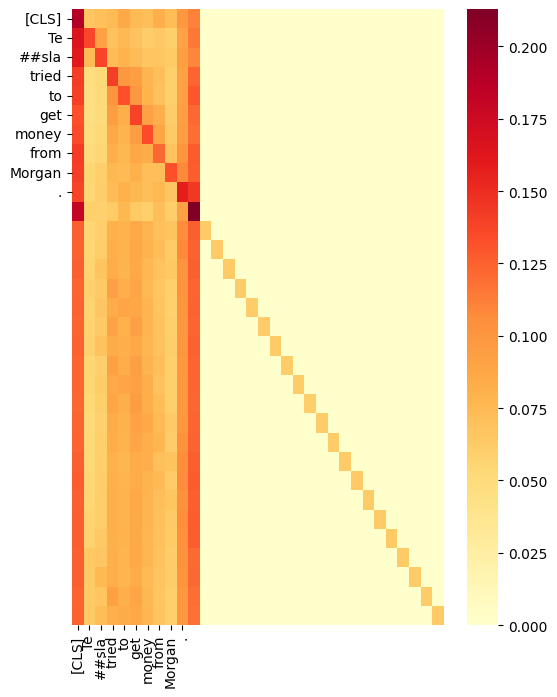 [CLS]
Te
##sla
tried
to
get
money
from
Morgan
.
0.200
0.175
0.150
0.125
0.100
0.075
0.050
0.025
0.000
[CLS]
Te
##sla
tried
to
get
money
from
Morgan
.